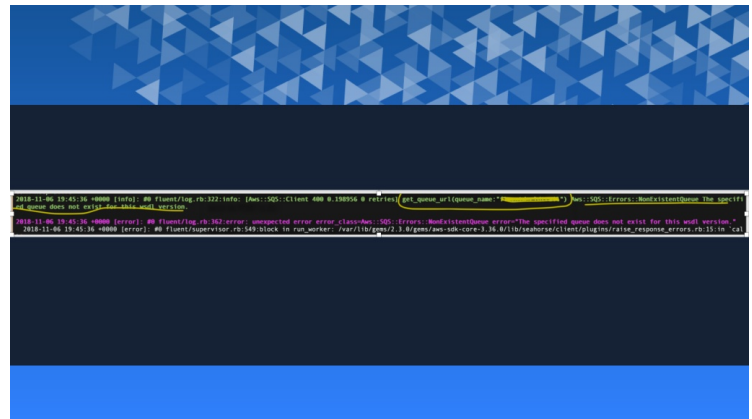 2018-11-06 19:45:36 +0000 [info]: #0 fluent/log.rb:322:info: [Aws::SQS::Client 400 0.190956 0 retries] get_queue_url(queue_name:" ") Aws::SQS::Errors::NonExistentQueue The specifi
ed queue does not exist for this wsdl version.
2018-11-06 19:45:36 +0000 [error]: #0 fluent/log.rb:362:error: unexpected error error_class=Aws::SQS::Errors::NonExistentQueue error="The specified queue does not exist for this wsdl version."
2018-11-06 19:45:36 +0000 [error]: #0 fluent/supervisor.rb:549:block in run_worker: /var/lib/gems/2.3.0/gems/aws-sdk-core-3.36.0/lib/seahorse/client/plugins/raise_response_errors.rb:15:in `cal